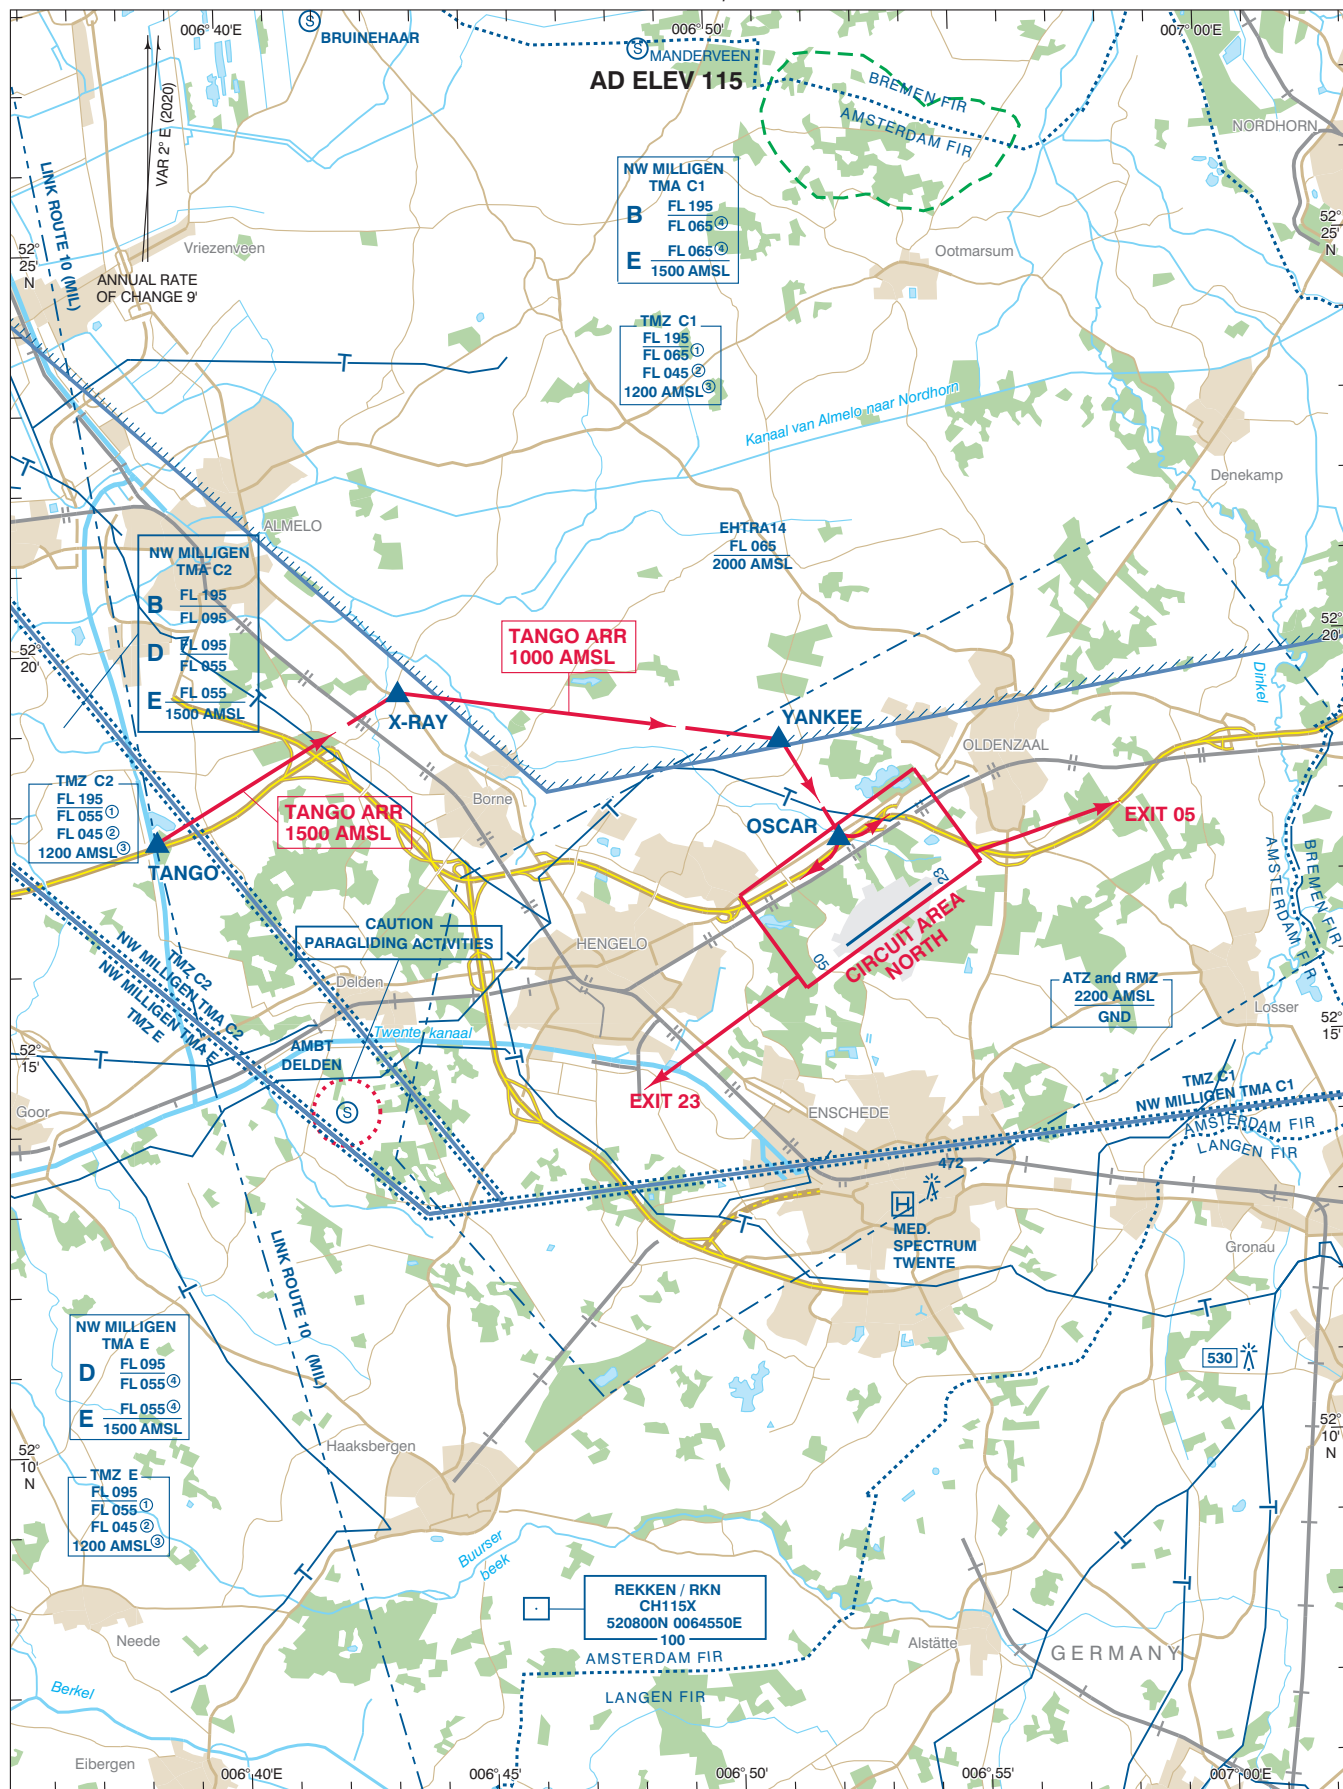 006° 40'E
006° 50'
007° 00'E
BRUINEHAAR
S
S
MANDERVEEN
AD ELEV 115
BREMEN FIR
AMSTERDAM FIR
NORDHORN
VAR 2° E (2020)
LINK ROUTE 10 (MIL)
NW MILLIGEN
TMA C1
B FL 195
FL 065④
E FL 065④
1500 AMSL
52°
25'
N
Vriezenveen
Ootmarsum
52°
25'
N
ANNUAL RATE
OF CHANGE 9'
TMZ C1
FL 195
FL 065①
FL 045②
1200 AMSL③
T
Kanaal van Almelo naar Nordhorn
T
Denekamp
ALMELO
EHTRA14
FL 065
2000 AMSL
NW MILLIGEN
TMA C2
B FL 195
FL 095
D FL 095
FL 055
E FL 055
1500 AMSL
T
T
52°
20'
52°
20'
TANGO ARR
1000 AMSL
Dinkel
X-RAY
YANKEE
OLDENZAAL
TMZ C2
FL 195
FL 055①
FL 045②
1200 AMSL③
TANGO ARR
1500 AMSL
Borne
T
T
OSCAR
EXIT 05
TANGO
23
05
CIRCUIT AREA
NORTH
AMSTERDAM FIR
BREMEN FIR
CAUTION
PARAGLIDING ACTIVITIES
HENGELO
T
TMZ C2
NW MILLIGEN TMA C2
NW MILLIGEN TMA E
TMZ E
Delden
ATZ and RMZ
2200 AMSL
GND
Losser
Twente kanaal
52°
15'
52°
15'
T
T
AMBT
DELDEN
S
Goor
EXIT 23
ENSCHEDE
TMZ C1
NW MILLIGEN TMA C1
AMSTERDAM FIR
LANGEN FIR
472
H
MED.
SPECTRUM
TWENTE
T
Gronau
LINK ROUTE 10 (MIL)
T
T
NW MILLIGEN
TMA E
D FL 095
FL 055④
E FL 055④
1500 AMSL
530
52°
10'
N
52°
10'
N
Haaksbergen
TMZ E
FL 095
FL 055①
FL 045②
1200 AMSL③
T
T
T
T
Buurser
beek
REKKEN / RKN
CH115X
520800N 0064550E
100
Neede
Alstätte
GERMANY
AMSTERDAM FIR
LANGEN FIR
Berkel
Eibergen
006° 40'E
006° 45'
006° 50'
006° 55'
007° 00'E